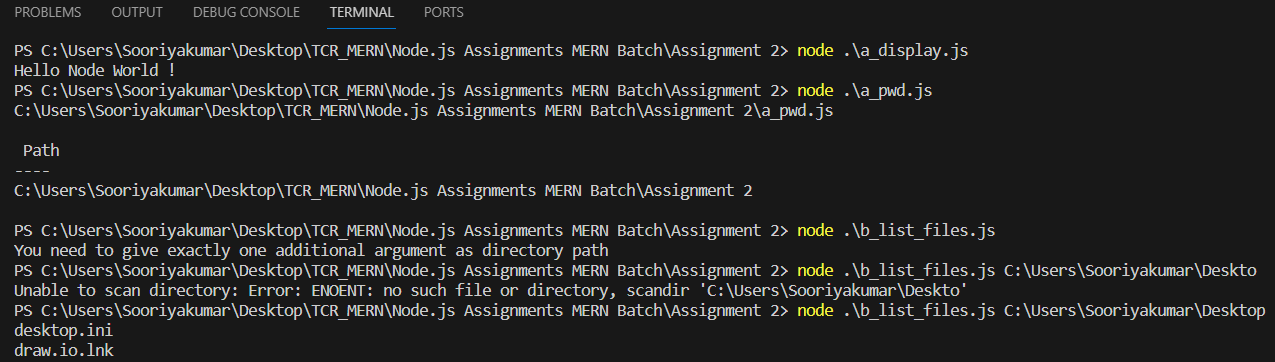 PROBLEMS OUTPUT DEBUG CONSOLE TERMINAL PORTS
PS C:\Users\Sooriyakumar\Desktop\TCR_MERN\Node.js Assignments MERN Batch\Assignment 2> node .\a_display.js
Hello Node World !
PS C:\Users\Sooriyakumar\Desktop\TCR_MERN\Node.js Assignments MERN Batch\Assignment 2> node .\a_pwd.js
C:\Users\Sooriyakumar\Desktop\TCR_MERN\Node.js Assignments MERN Batch\Assignment 2\a_pwd.js
Path
----
C:\Users\Sooriyakumar\Desktop\TCR_MERN\Node.js Assignments MERN Batch\Assignment 2
PS C:\Users\Sooriyakumar\Desktop\TCR_MERN\Node.js Assignments MERN Batch\Assignment 2> node .\b_list_files.js
You need to give exactly one additional argument as directory path
PS C:\Users\Sooriyakumar\Desktop\TCR_MERN\Node.js Assignments MERN Batch\Assignment 2> node .\b_list_files.js C:\Users\Sooriyakumar\Deskto
Unable to scan directory: Error: ENOENT: no such file or directory, scandir 'C:\Users\Sooriyakumar\Deskto'
PS C:\Users\Sooriyakumar\Desktop\TCR_MERN\Node.js Assignments MERN Batch\Assignment 2> node .\b_list_files.js C:\Users\Sooriyakumar\Desktop
desktop.ini
draw.io.lnk